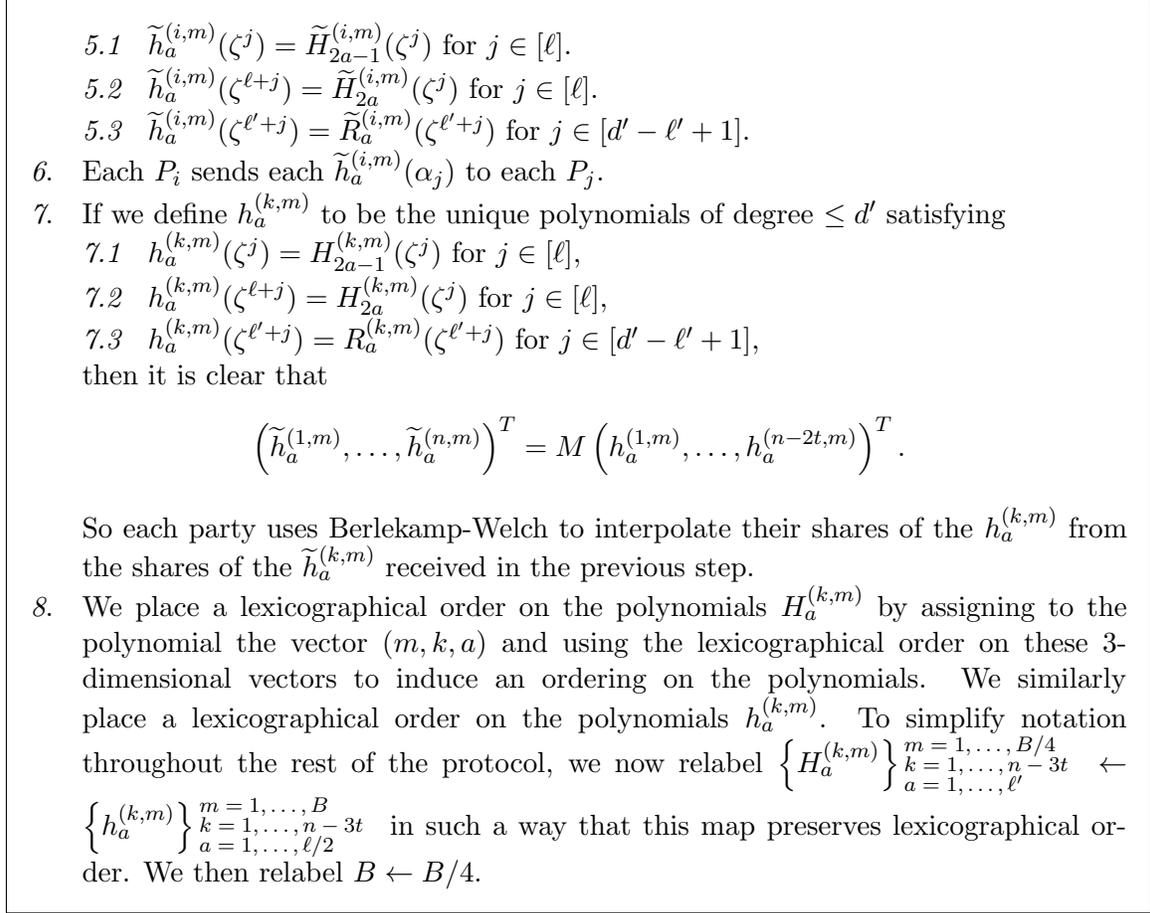 5.1 $\widetilde{h}_a^{(i,m)}(\zeta^j) = \widetilde{H}_{2a-1}^{(i,m)}(\zeta^j)$ for $j \in [\ell]$.
5.2 $\widetilde{h}_a^{(i,m)}(\zeta^{\ell+j}) = \widetilde{H}_{2a}^{(i,m)}(\zeta^j)$ for $j \in [\ell]$.
5.3 $\widetilde{h}_a^{(i,m)}(\zeta^{\ell'+j}) = \widetilde{R}_a^{(i,m)}(\zeta^{\ell'+j})$ for $j \in [d' - \ell' + 1]$.
6. Each $P_i$ sends each $\widetilde{h}_a^{(i,m)}(\alpha_j)$ to each $P_j$.
7. If we define $h_a^{(k,m)}$ to be the unique polynomials of degree $\leq d'$ satisfying
7.1 $h_a^{(k,m)}(\zeta^j) = H_{2a-1}^{(k,m)}(\zeta^j)$ for $j \in [\ell]$,
7.2 $h_a^{(k,m)}(\zeta^{\ell+j}) = H_{2a}^{(k,m)}(\zeta^j)$ for $j \in [\ell]$,
7.3 $h_a^{(k,m)}(\zeta^{\ell'+j}) = R_a^{(k,m)}(\zeta^{\ell'+j})$ for $j \in [d' - \ell' + 1]$,
then it is clear that
$\left(\widetilde{h}_a^{(1,m)}, \ldots, \widetilde{h}_a^{(n,m)}\right)^T = M \left(h_a^{(1,m)}, \ldots, h_a^{(n-2t,m)}\right)^T.$
So each party uses Berlekamp-Welch to interpolate their shares of the $h_a^{(k,m)}$ from
the shares of the $\widetilde{h}_a^{(k,m)}$ received in the previous step.
8. We place a lexicographical order on the polynomials $H_a^{(k,m)}$ by assigning to the
polynomial the vector $(m, k, a)$ and using the lexicographical order on these 3-
dimensional vectors to induce an ordering on the polynomials. We similarly
place a lexicographical order on the polynomials $h_a^{(k,m)}$. To simplify notation
throughout the rest of the protocol, we now relabel $\left\{H_a^{(k,m)}\right\}_{\substack{m=1,\ldots,B/4 \\ k=1,\ldots,n-3t \\ a=1,\ldots,\ell'}} \leftarrow$
$\left\{h_a^{(k,m)}\right\}_{\substack{m=1,\ldots,B \\ k=1,\ldots,n-3t \\ a=1,\ldots,\ell/2}}$ in such a way that this map preserves lexicographical or-
der. We then relabel $B \leftarrow B/4$.